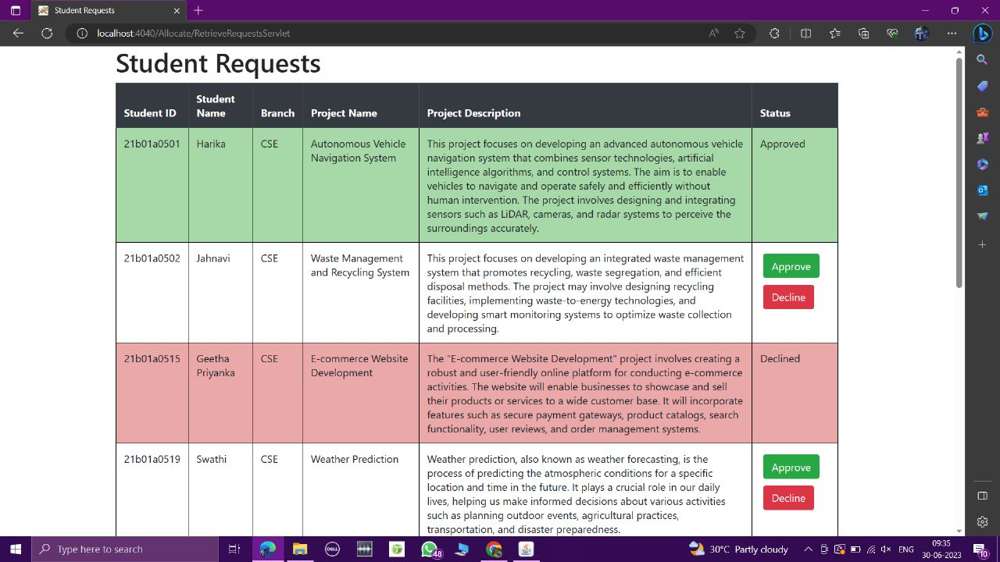 Student Requests
localhost:4040/Allocate/RetrieveRequestsServlet
Student Requests
Student ID Student Name Branch Project Name Project Description Status
21b01a0501 Harika CSE Autonomous Vehicle
Navigation System
This project focuses on developing an advanced autonomous vehicle
navigation system that combines sensor technologies, artificial
intelligence algorithms, and control systems. The aim is to enable
vehicles to navigate and operate safely and efficiently without
human intervention. The project involves designing and integrating
sensors such as LiDAR, cameras, and radar systems to perceive the
surroundings accurately.
Approved
21b01a0502 Jahnavi CSE Waste Management
and Recycling System
This project focuses on developing an integrated waste management
system that promotes recycling, waste segregation, and efficient
disposal methods. The project may involve designing recycling
facilities, implementing waste-to-energy technologies, and
developing smart monitoring systems to optimize waste collection
and processing.
Approve
Decline
21b01a0515 Geetha
Priyanka
CSE E-commerce Website
Development
The "E-commerce Website Development" project involves creating a
robust and user-friendly online platform for conducting e-commerce
activities. The website will enable businesses to showcase and sell
their products or services to a wide customer base. It will incorporate
features such as secure payment gateways, product catalogs, search
functionality, user reviews, and order management systems.
Declined
21b01a0519 Swathi CSE Weather Prediction
Weather prediction, also known as weather forecasting, is the
process of predicting the atmospheric conditions for a specific
location and time in the future. It plays a crucial role in our daily
lives, helping us make informed decisions about various activities
such as planning outdoor events, agricultural practices,
transportation, and disaster preparedness.
Approve
Decline
Type here to search
DELL
48
30°C Partly cloudy
ENG
09:35
30-06-2023
10